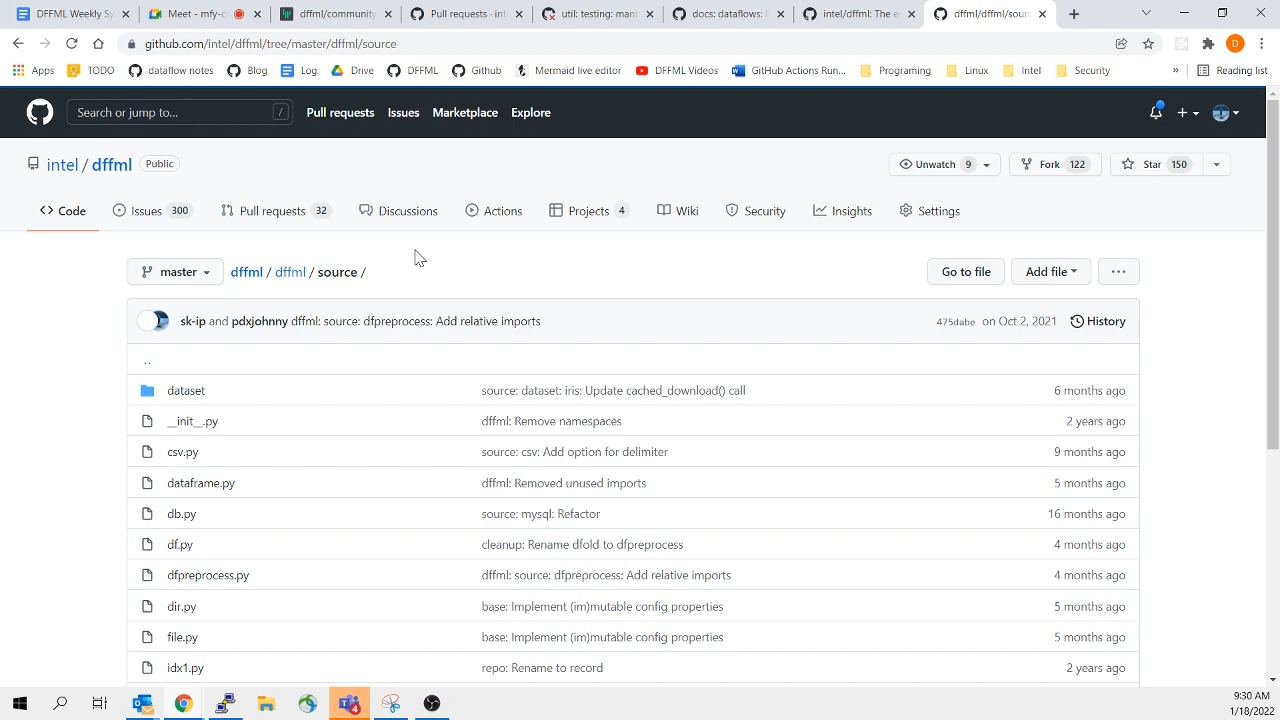 DFFML Weekly Sy
Meet - mfy-c
dffml/community
Pull requests · int
util: testing: man
docs: dataflows: I
intel/dffml: The e
dffml/dffml/sourc
github.com/intel/dffml/tree/master/dffml/source
D
Apps
TODO
dataflow notes
Blog
Log
Drive
DFFML
Github
Mermaid live editor
DFFML Videos
GitHub Actions Run...
Programing
Linux
Intel
Security
»
Reading list
Search or jump to...
/
Pull requests
Issues
Marketplace
Explore
intel / dffml
Public
Unwatch 9
Fork 122
Star 150
Code
Issues 300
Pull requests 32
Discussions
Actions
Projects 4
Wiki
Security
Insights
Settings
master
dffml / dffml / source /
Go to file
Add file
...
sk-ip and pdxjohnny dffml: source: dfpreprocess: Add relative imports
475dabe on Oct 2, 2021
History
..
dataset source: dataset: iris: Update cached_download() call 6 months ago
__init__.py dffml: Remove namespaces 2 years ago
csv.py source: csv: Add option for delimiter 9 months ago
dataframe.py dffml: Removed unused imports 5 months ago
db.py source: mysql: Refactor 16 months ago
df.py cleanup: Rename dfold to dfpreprocess 4 months ago
dfpreprocess.py dffml: source: dfpreprocess: Add relative imports 4 months ago
dir.py base: Implement (im)mutable config properties 5 months ago
file.py base: Implement (im)mutable config properties 5 months ago
idx1.py repo: Rename to record 2 years ago
4
9:30 AM
1/18/2022